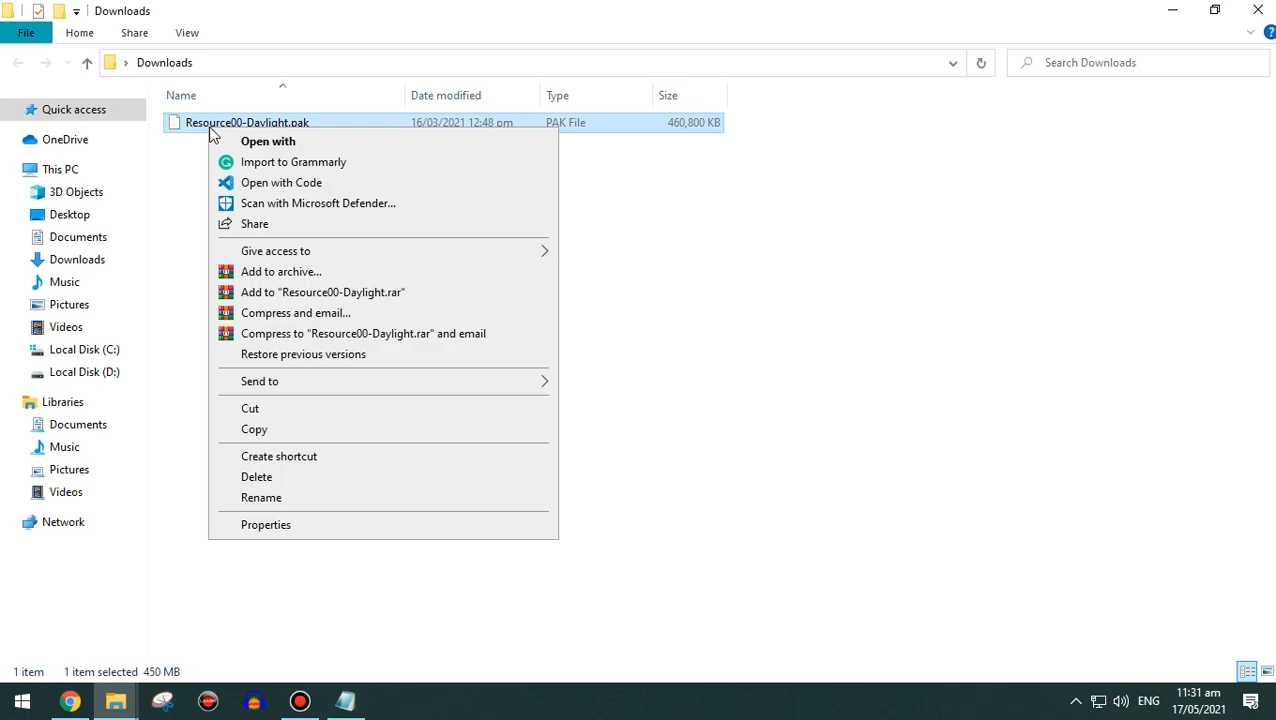 Downloads
File Home Share View
Downloads Search Downloads
Name Date modified Type Size
Resource00-Daylight.pak 16/03/2021 12:48 pm PAK File 460,800 KB
Quick access
OneDrive
This PC
3D Objects
Desktop
Documents
Downloads
Music
Pictures
Videos
Local Disk (C:)
Local Disk (D:)
Libraries
Documents
Music
Pictures
Videos
Network
Open with
Import to Grammarly
Open with Code
Scan with Microsoft Defender...
Share
Give access to
Add to archive...
Add to "Resource00-Daylight.rar"
Compress and email...
Compress to "Resource00-Daylight.rar" and email
Restore previous versions
Send to
Cut
Copy
Create shortcut
Delete
Rename
Properties
1 item 1 item selected 450 MB
ENG
11:31 am
17/05/2021